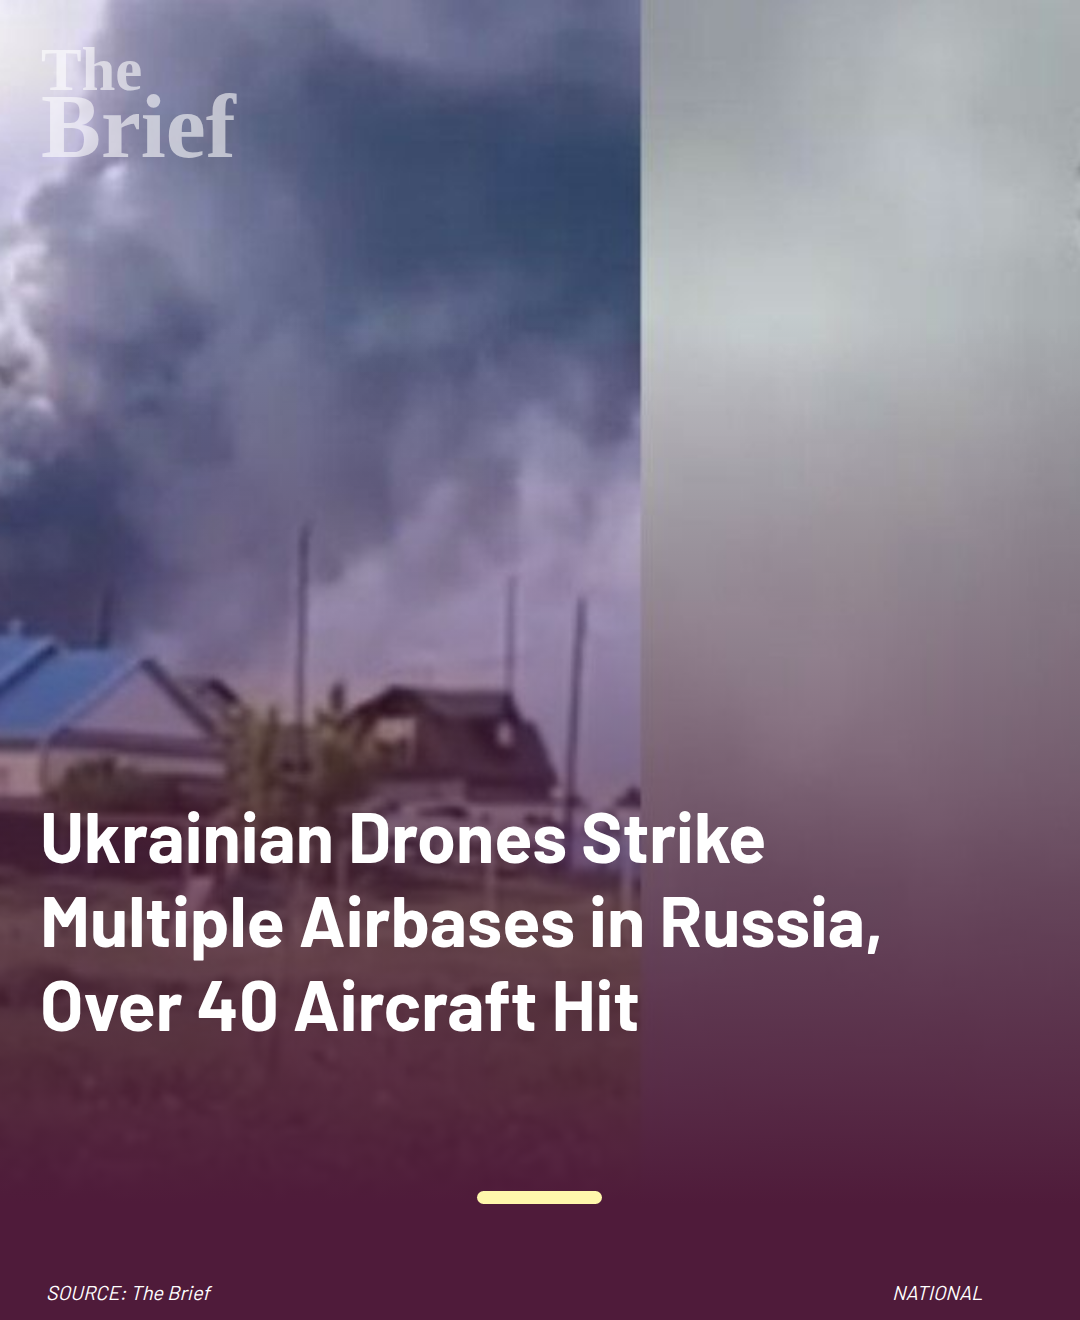 The
Brief
Ukrainian Drones Strike
Multiple Airbases in Russia,
Over 40 Aircraft Hit
SOURCE: The Brief
NATIONAL